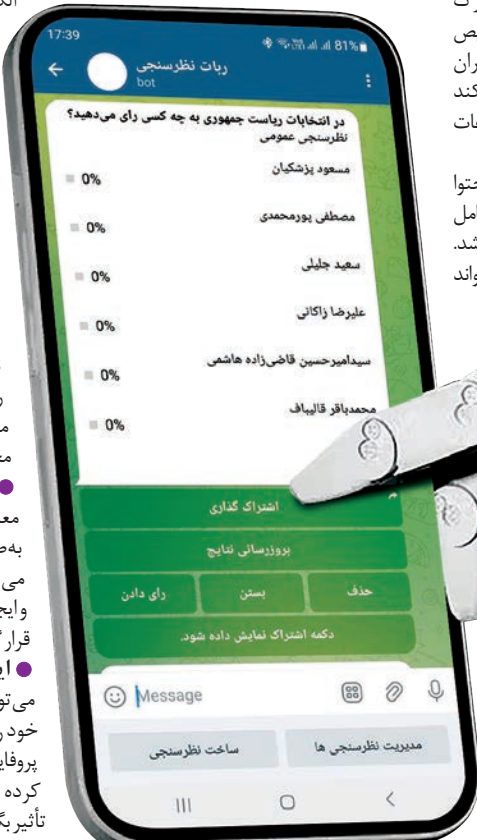 17:39
81%
ربات نظرسنجی
bot
در انتخابات ریاست جمهوری به چه کسی رای می‌دهید؟
نظرسنجی عمومی
مسعود پزشکیان
0%
مصطفی پورمحمدی
0%
سعید جلیلی
0%
علیرضا زاکانی
0%
سیدامیرحسین قاضی‌زاده هاشمی
0%
محمدباقر قالیباف
0%
اشتراک گذاری
بروزرسانی نتایج
حذف
بستن
رای دادن
دکمه اشتراک نمایش داده شود.
Message
مدیریت نظرسنجی ها
ساخت نظرسنجی
کرده